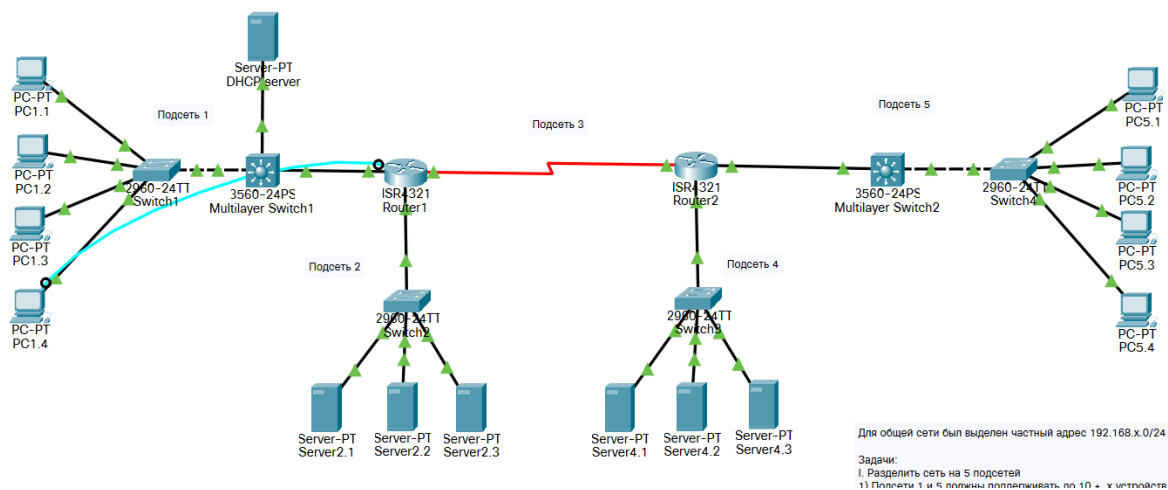 Server-PT
DHCP server
PC-PT
PC1.1
Подсеть 1
PC-PT
PC1.2
2960-24TT
Switch1
3560-24PS
Multilayer Switch1
PC-PT
PC1.3
PC-PT
PC1.4
ISR4321
Router1
Подсеть 3
ISR4321
Router2
Подсеть 5
3560-24PS
Multilayer Switch2
2960-24TT
Switch4
PC-PT
PC5.1
PC-PT
PC5.2
PC-PT
PC5.3
PC-PT
PC5.4
Подсеть 2
2960-24TT
Switch2
Server-PT
Server2.1
Server-PT
Server2.2
Server-PT
Server2.3
Подсеть 4
2960-24TT
Switch3
Server-PT
Server4.1
Server-PT
Server4.2
Server-PT
Server4.3
Для общей сети был выделен частный адрес 192.168.x.0/24
Задачи:
I. Разделить сеть на 5 подсетей
1) Подсети 1 и 5 должны поддерживать до 10 + x устройств